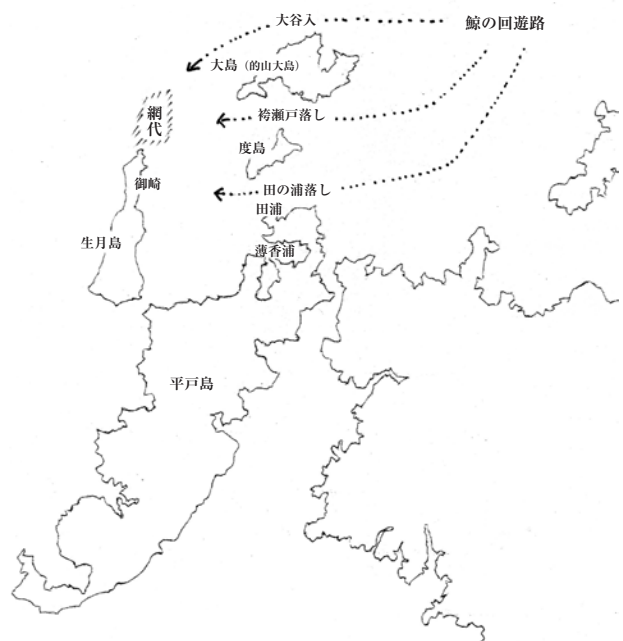 大谷入
鯨の回遊路
大島（的山大島）
網代
袴瀬戸落し
度島
御崎
田の浦落し
田浦
生月島
薄香浦
平戸島